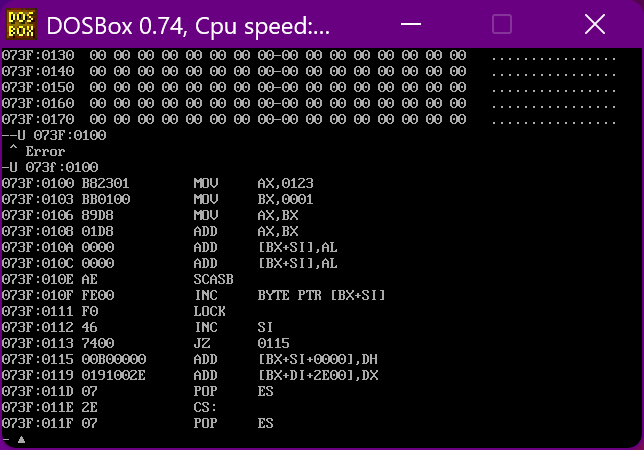 DOS BOX DOSBox 0.74, Cpu speed:...
073F:0130  00 00 00 00 00 00 00 00-00 00 00 00 00 00 00 00   ................
073F:0140  00 00 00 00 00 00 00 00-00 00 00 00 00 00 00 00   ................
073F:0150  00 00 00 00 00 00 00 00-00 00 00 00 00 00 00 00   ................
073F:0160  00 00 00 00 00 00 00 00-00 00 00 00 00 00 00 00   ................
073F:0170  00 00 00 00 00 00 00 00-00 00 00 00 00 00 00 00   ................
--U 073F:0100
 ^ Error
-U 073f:0100
073F:0100 B82301        MOV     AX,0123
073F:0103 BB0100        MOV     BX,0001
073F:0106 89D8          MOV     AX,BX
073F:0108 01D8          ADD     AX,BX
073F:010A 0000          ADD     [BX+SI],AL
073F:010C 0000          ADD     [BX+SI],AL
073F:010E AE            SCASB
073F:010F FE00          INC     BYTE PTR [BX+SI]
073F:0111 F0            LOCK
073F:0112 46            INC     SI
073F:0113 7400          JZ      0115
073F:0115 00B00000      ADD     [BX+SI+0000],DH
073F:0119 0191002E      ADD     [BX+DI+2E00],DX
073F:011D 07            POP     ES
073F:011E 2E            CS:
073F:011F 07            POP     ES
-